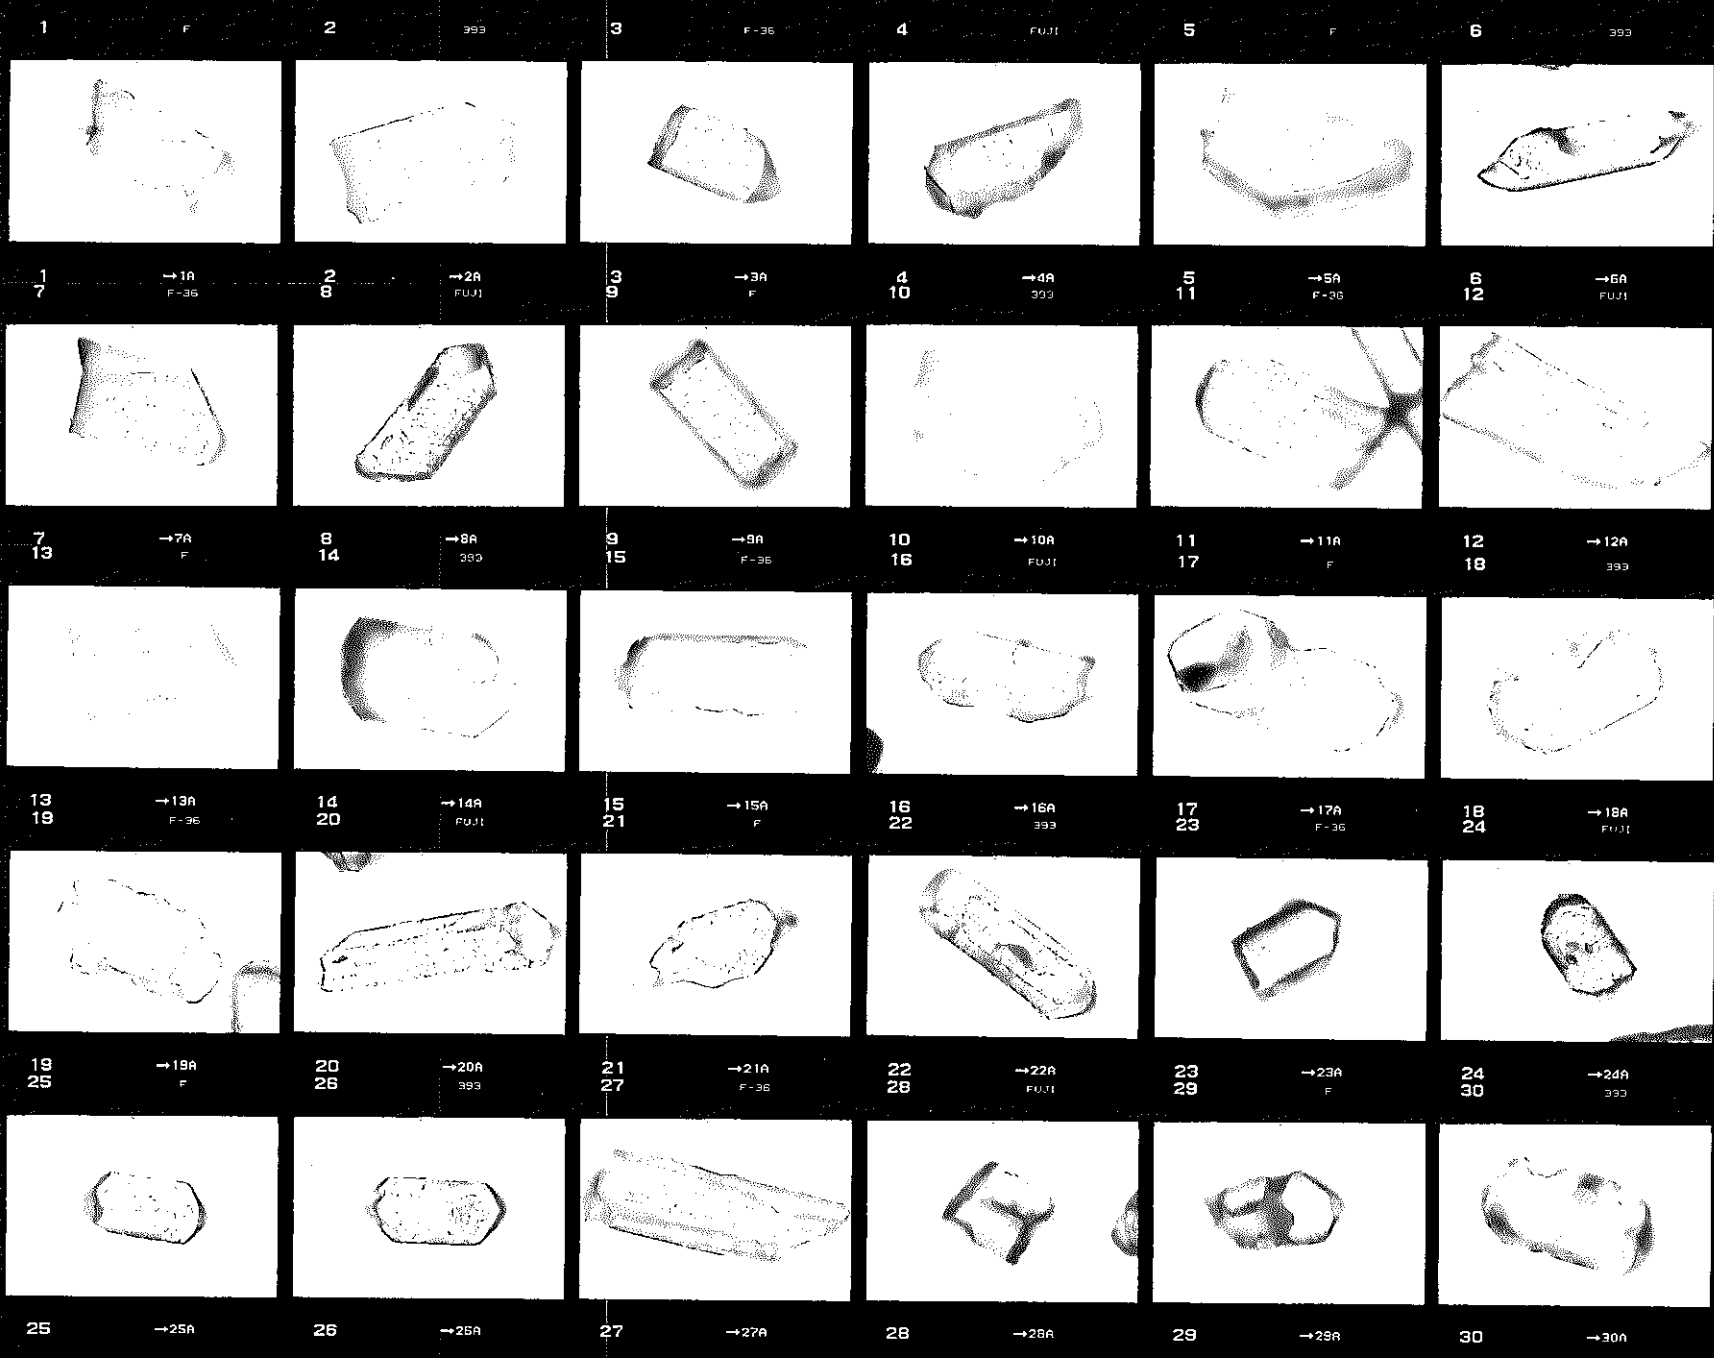 1 F 2 393 3 F-36 4 FUJI 5 F 6 393
1 →1A 2 →2A 3 →3A 4 →4A 5 →5A 6 →6A
7 F-36 8 FUJI 9 F 10 393 11 F-36 12 FUJI
7 →7A 8 →8A 9 →9A 10 →10A 11 →11A 12 →12A
13 F 14 393 15 F-36 16 FUJI 17 F 18 393
13 →13A 14 →14A 15 →15A 16 →16A 17 →17A 18 →18A
19 F-36 20 FUJI 21 F 22 393 23 F-36 24 FUJI
19 →19A 20 →20A 21 →21A 22 →22A 23 →23A 24 →24A
25 F 26 393 27 F-36 28 FUJI 29 F 30 393
25 →25A 26 →26A 27 →27A 28 →28A 29 →29A 30 →30A